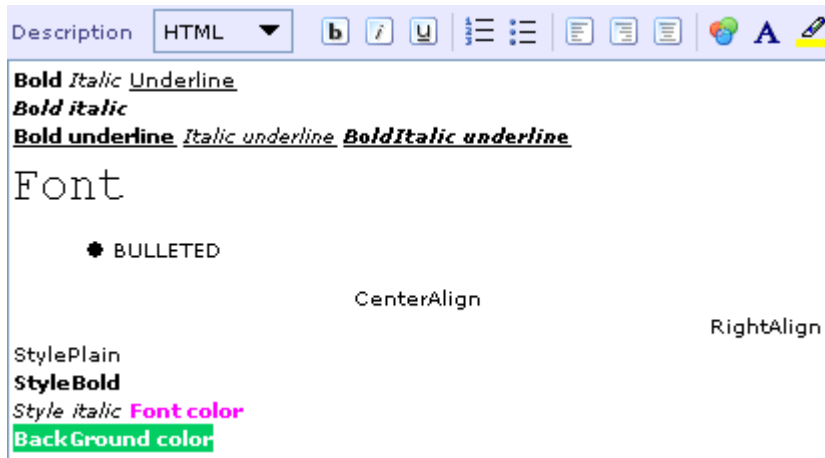 Description HTML b i u A
Bold Italic Underline
Bold italic
Bold underline Italic underline BoldItalic underline
Font
BULLETED
CenterAlign
RightAlign
StylePlain
StyleBold
Style italic Font color
BackGround color